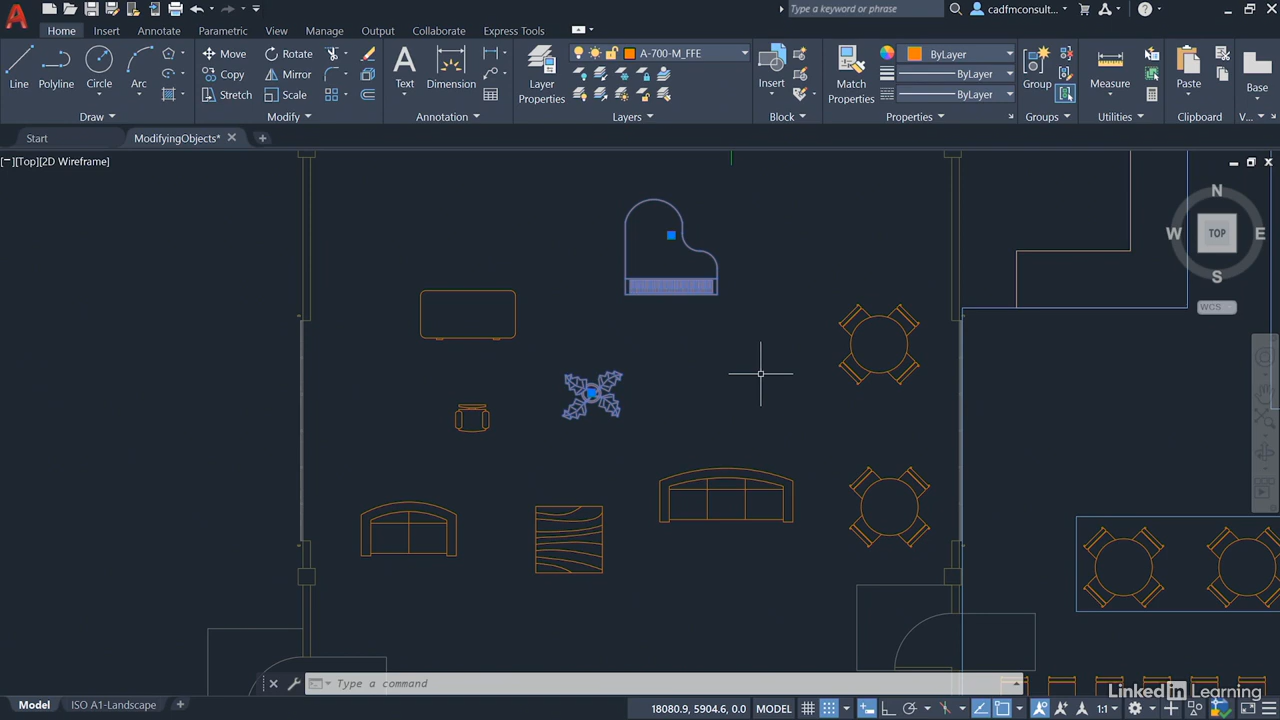 Type a keyword or phrase
cadfmconsult...
Home Insert Annotate Parametric View Manage Output Collaborate Express Tools
Line Polyline Circle Arc
Move Rotate
Copy Mirror
Stretch Scale
Text Dimension
Layer Properties
A-700-M_FFE
Insert
Match Properties
ByLayer
ByLayer
ByLayer
Group
Measure
Paste
Base
Draw Modify Annotation Layers Block Properties Groups Utilities Clipboard V...
Start ModifyingObjects*
[−][Top][2D Wireframe]
N
W TOP E
S
WCS
Type a command
Linked in Learning
Model ISO A1-Landscape
18080.9, 5904.6, 0.0 MODEL 1:1